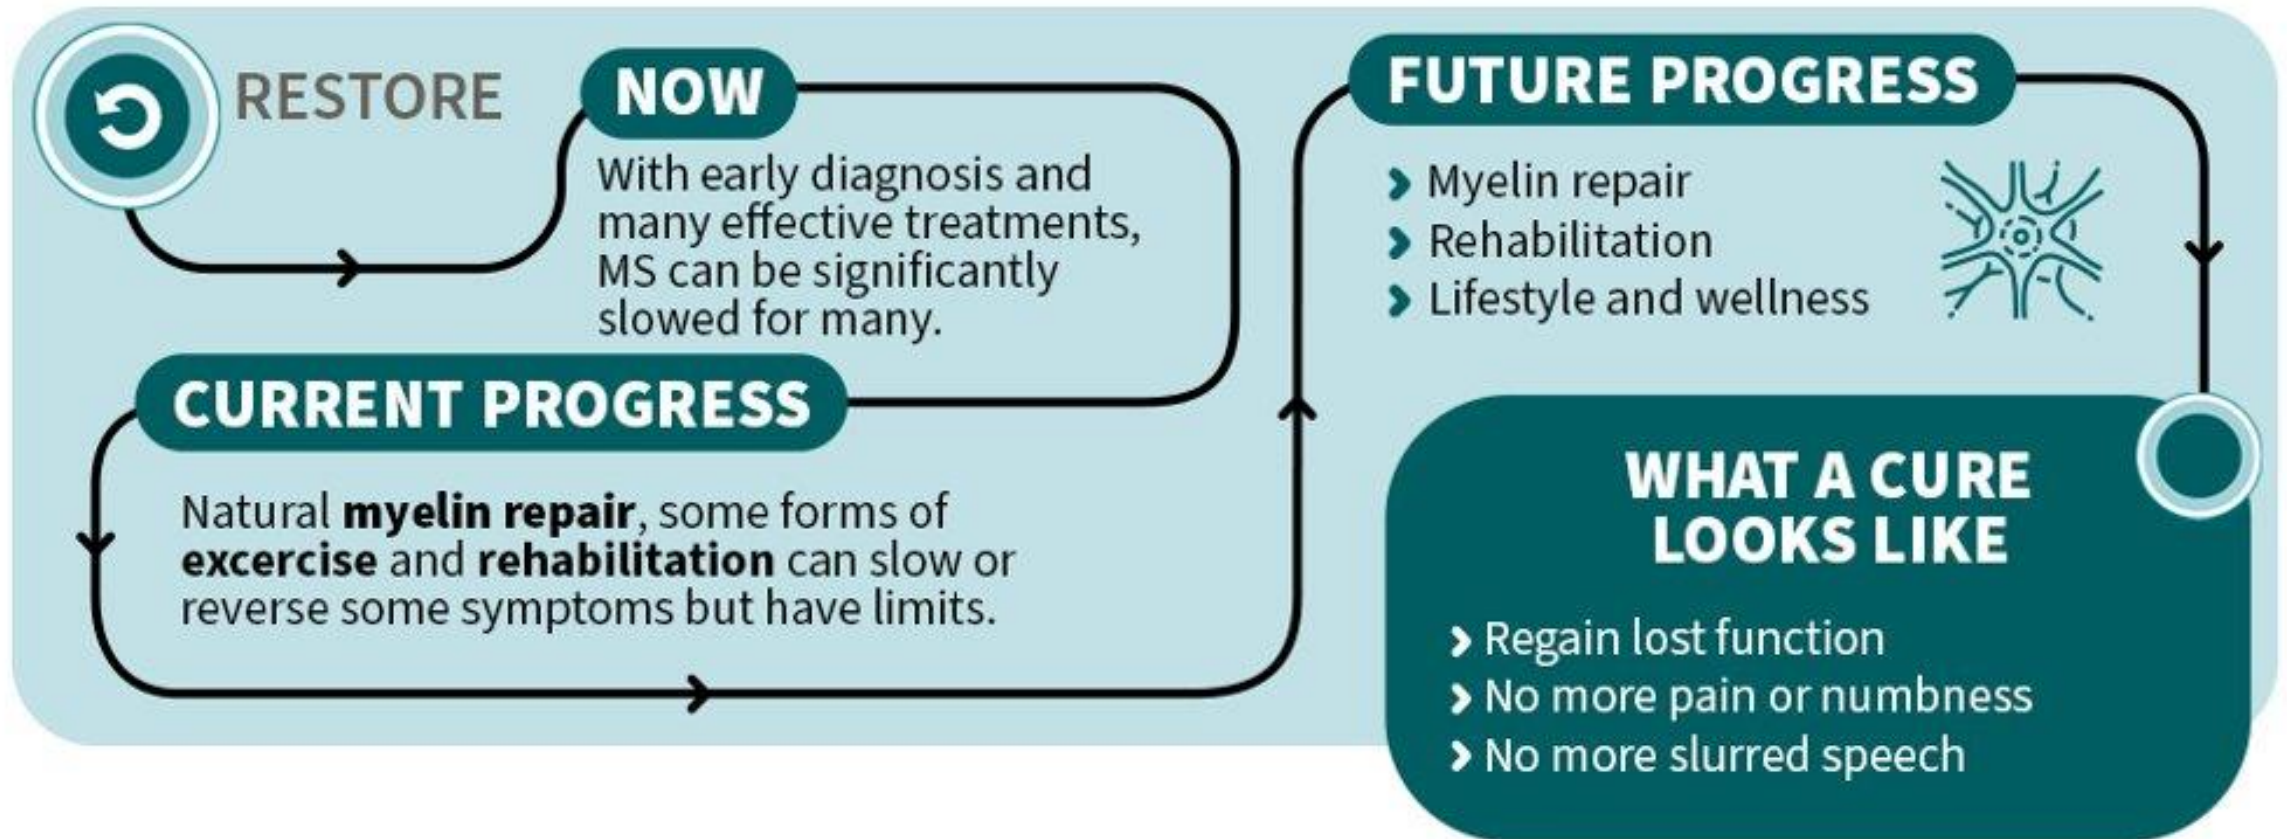 RESTORE
NOW
With early diagnosis and
many effective treatments,
MS can be significantly
slowed for many.
CURRENT PROGRESS
Natural myelin repair, some forms of
excercise and rehabilitation can slow or
reverse some symptoms but have limits.
FUTURE PROGRESS
Myelin repair
Rehabilitation
Lifestyle and wellness
WHAT A CURE
LOOKS LIKE
Regain lost function
No more pain or numbness
No more slurred speech